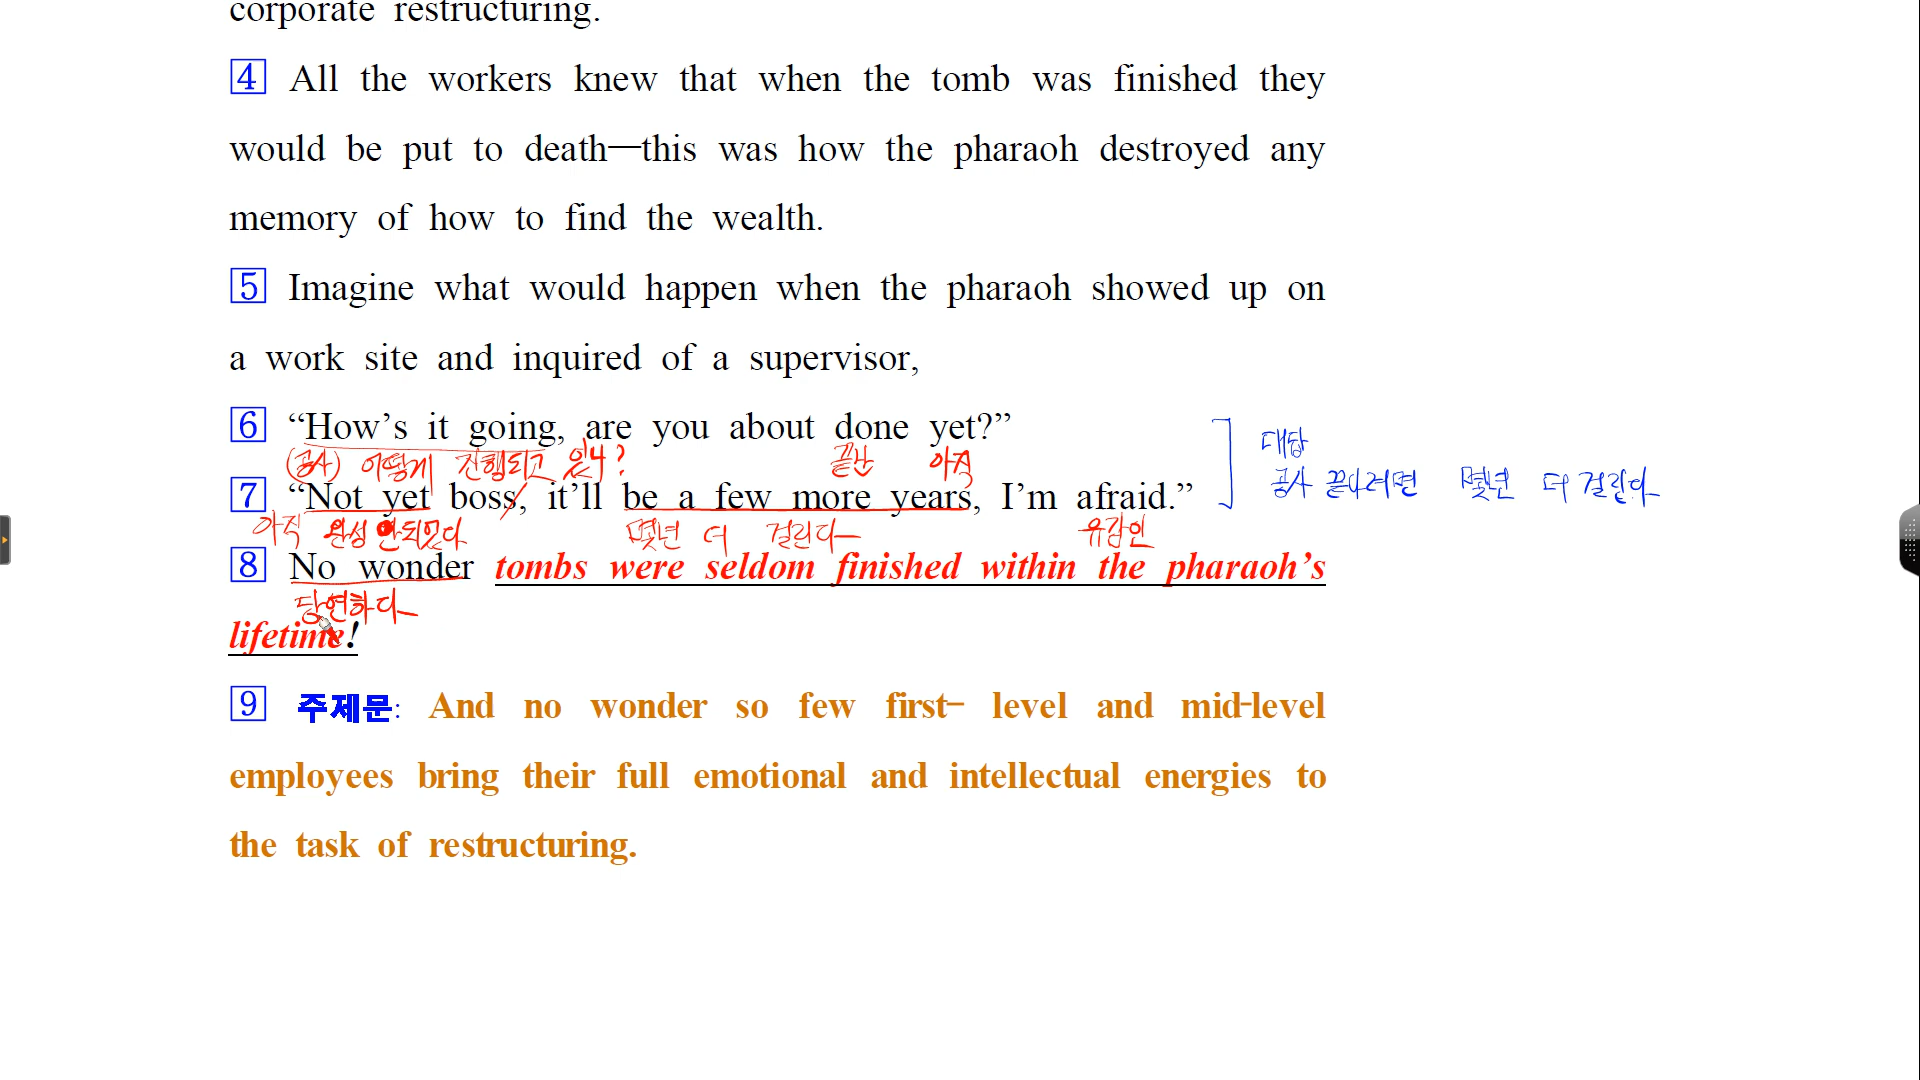 corporate restructuring.
4 All the workers knew that when the tomb was finished they
would be put to death—this was how the pharaoh destroyed any
memory of how to find the wealth.
5 Imagine what would happen when the pharaoh showed up on
a work site and inquired of a supervisor,
6 “How’s it going, are you about done yet?”
대답
(공사) 어떻게 진행되고 있나? 끝난 아직
공사 끝나려면 몇년 더 걸린다
7 “Not yet boss, it’ll be a few more years, I’m afraid.”
아직 완성 안되었다 몇년 더 걸린다 유감인
8 No wonder tombs were seldom finished within the pharaoh’s
당연하다
lifetime!
9 주제문: And no wonder so few first- level and mid-level
employees bring their full emotional and intellectual energies to
the task of restructuring.